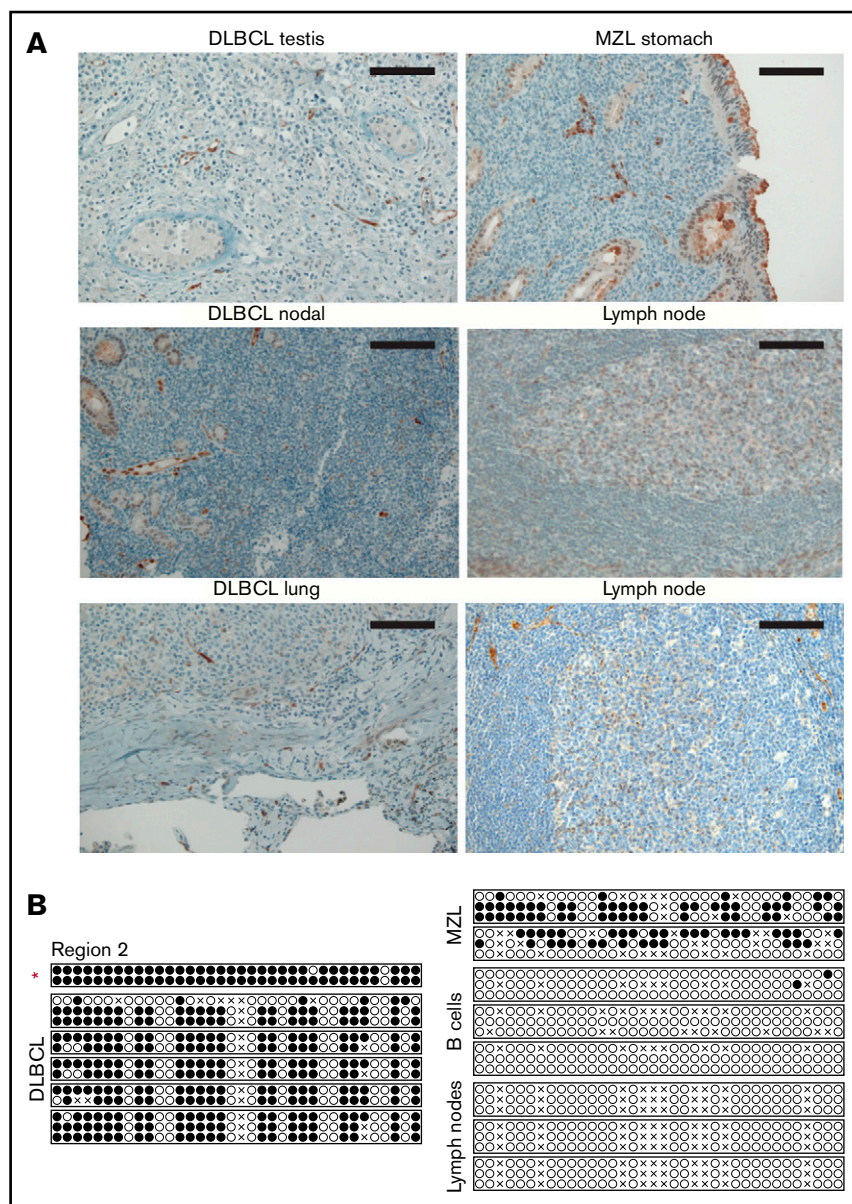 A
DLBCL testis
MZL stomach
DLBCL nodal
Lymph node
DLBCL lung
Lymph node
B
Region 2
*
DLBCL
MZL
B cells
Lymph nodes